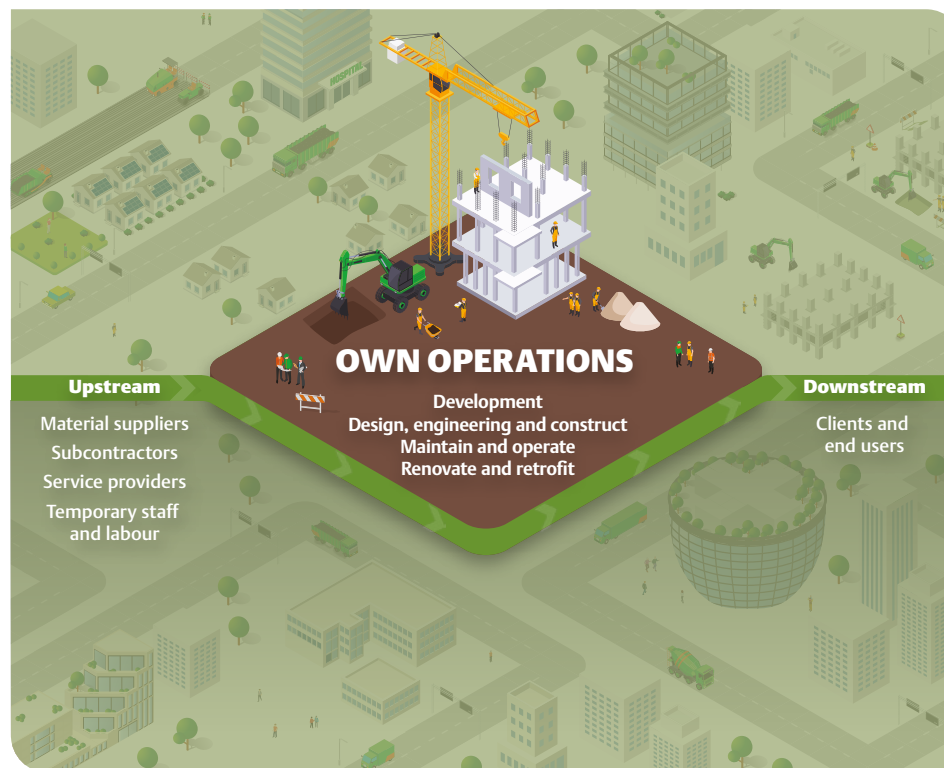 HOSPITAL
OWN OPERATIONS
Development
Design, engineering and construct
Maintain and operate
Renovate and retrofit
Upstream
Material suppliers
Subcontractors
Service providers
Temporary staff
and labour
Downstream
Clients and
end users